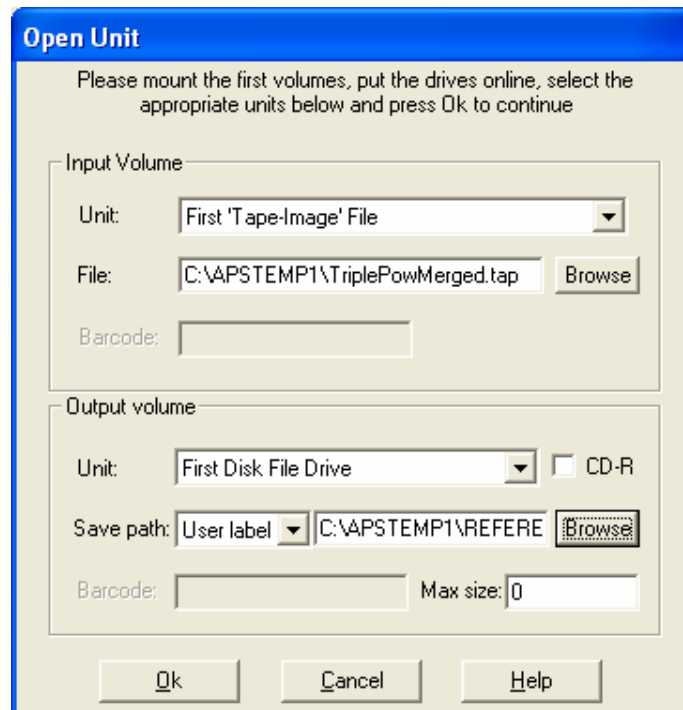 Open Unit
Please mount the first volumes, put the drives online, select the
appropriate units below and press Ok to continue
Input Volume
Unit: First 'Tape-Image' File
File: C:\APSTEMP1\TriplePowMerged.tap Browse
Barcode:
Output volume
Unit: First Disk File Drive CD-R
Save path: User label C:\APSTEMP1\REFERE Browse
Barcode: Max size: 0
Ok Cancel Help